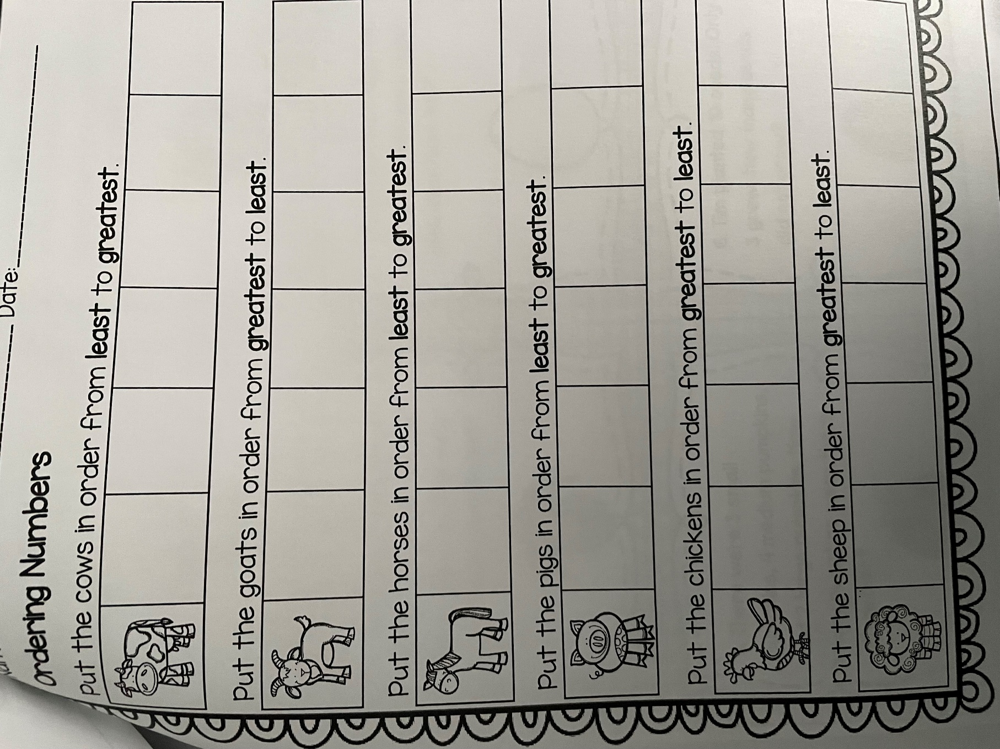 Date:
Ordering Numbers
Put the cows in order from least to greatest.
Put the goats in order from greatest to least.
Put the horses in order from least to greatest.
Put the pigs in order from least to greatest.
Put the chickens in order from greatest to least.
Put the sheep in order from greatest to least.